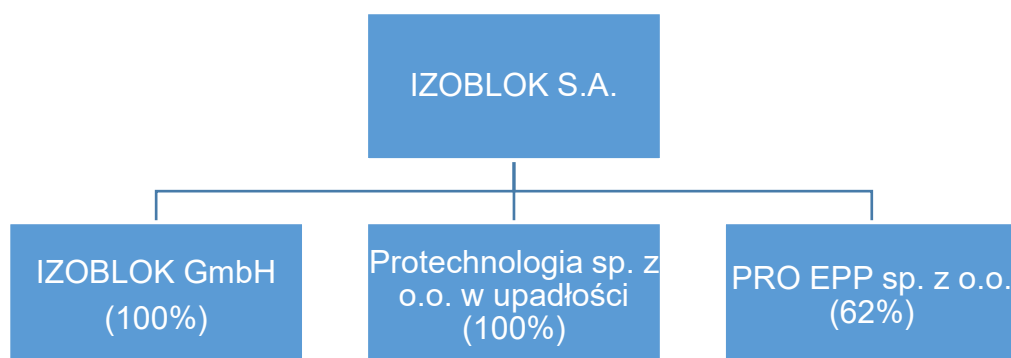 IZOBLOK S.A.
IZOBLOK GmbH
(100%)
Protechnologia sp. z
o.o. w upadłości
(100%)
PRO EPP sp. z o.o.
(62%)